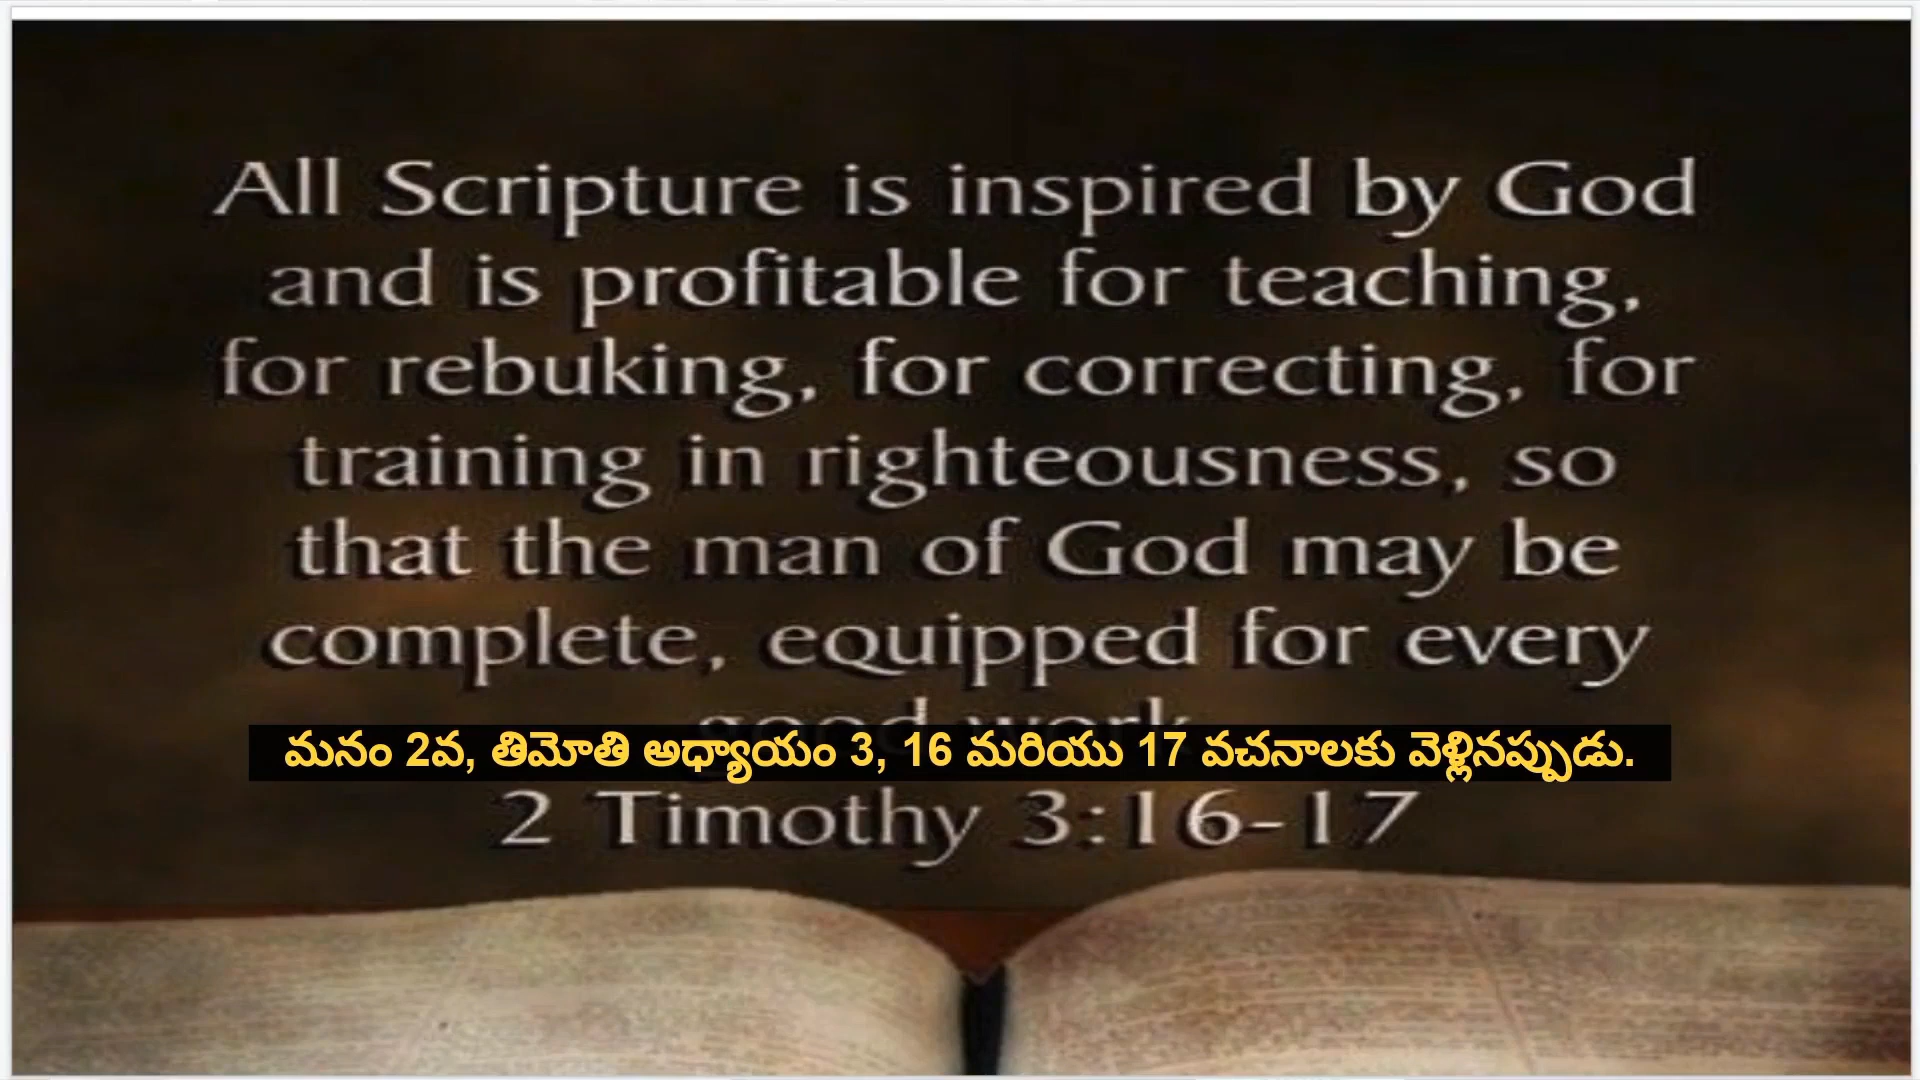 All Scripture is inspired by God
and is profitable for teaching,
for rebuking, for correcting, for
training in righteousness, so
that the man of God may be
complete, equipped for every
good work
మనం 2వ, తిమోతి అధ్యాయం 3, 16 మరియు 17 వచనాలకు వెళ్లినప్పుడు.
2 Timothy 3:16-17